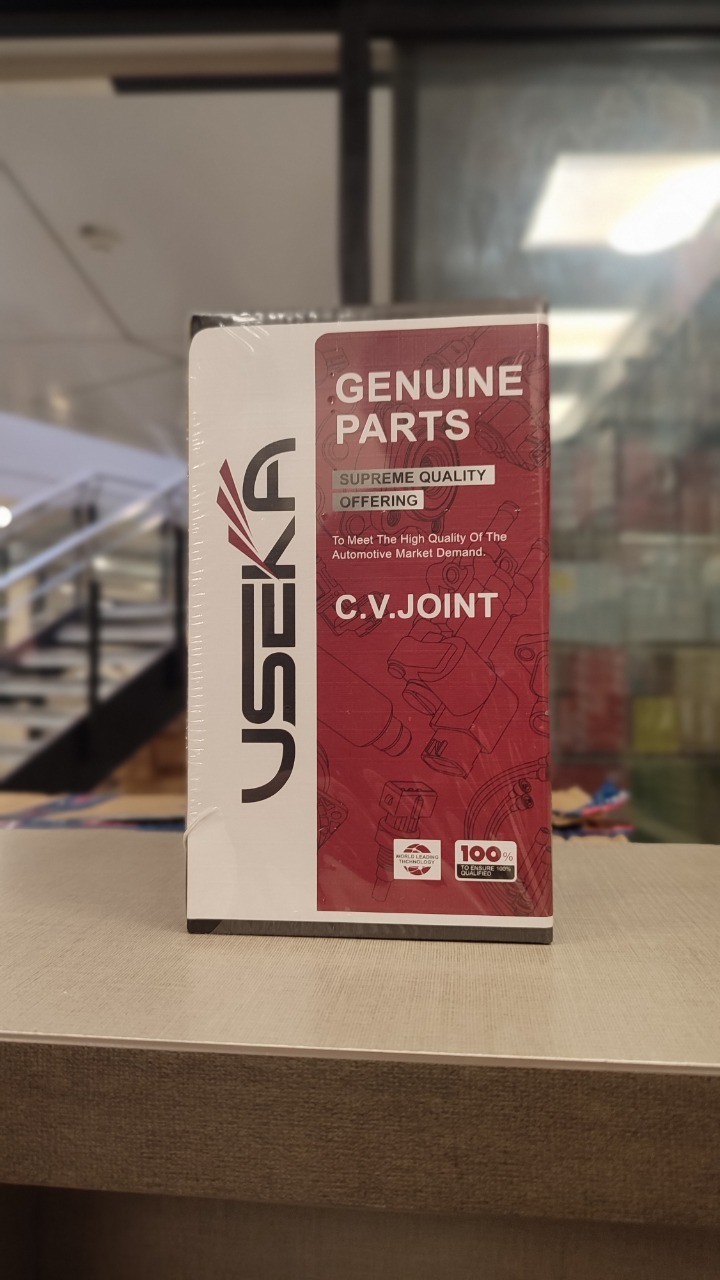 USEKA
GENUINE
PARTS
SUPREME QUALITY
OFFERING
To Meet The High Quality Of The
Automotive Market Demand.
C.V.JOINT
WORLD LEADING
TECHNOLOGY
100%
TO ENSURE 100%
QUALIFIED